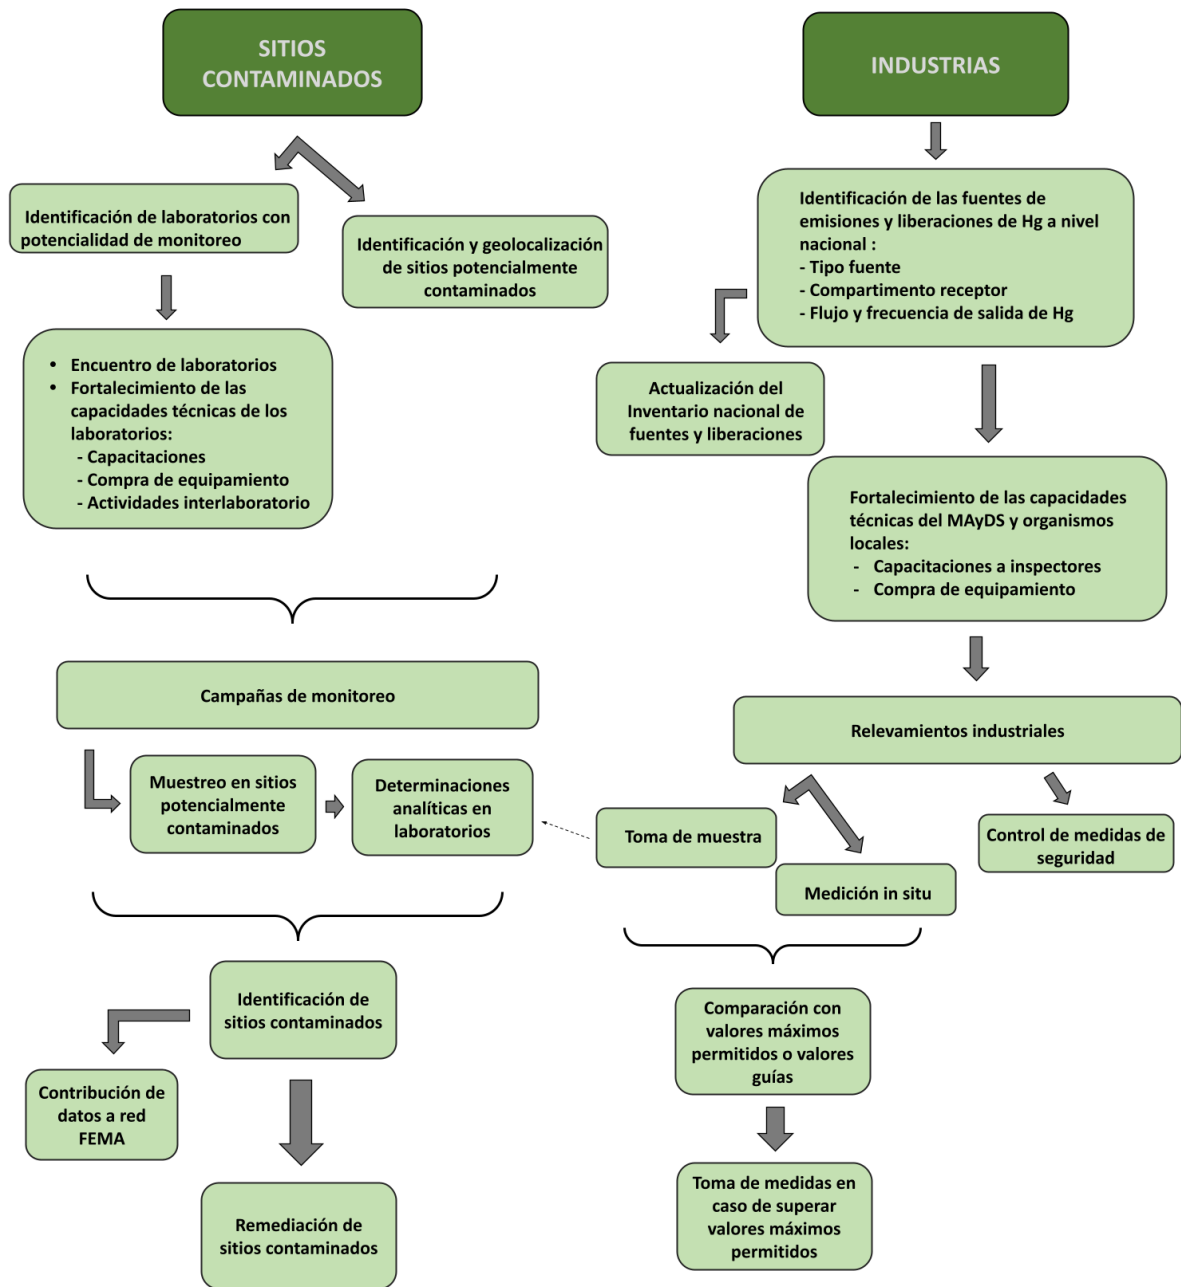 SITIOS
CONTAMINADOS
Identificación de laboratorios con
potencialidad de monitoreo
Identificación y geolocalización
de sitios potencialmente
contaminados
• Encuentro de laboratorios
• Fortalecimiento de las
capacidades técnicas de los
laboratorios:
- Capacitaciones
- Compra de equipamiento
- Actividades interlaboratorio
Campañas de monitoreo
Muestreo en sitios
potencialmente
contaminados
Determinaciones
analíticas en
laboratorios
Identificación de
sitios contaminados
Contribución de
datos a red
FEMA
Remediación de
sitios contaminados
INDUSTRIAS
Identificación de las fuentes de
emisiones y liberaciones de Hg a nivel
nacional :
- Tipo fuente
- Compartimento receptor
- Flujo y frecuencia de salida de Hg
Actualización del
Inventario nacional de
fuentes y liberaciones
Fortalecimiento de las capacidades
técnicas del MAyDS y organismos
locales:
- Capacitaciones a inspectores
- Compra de equipamiento
Relevamientos industriales
Toma de muestra
Medición in situ
Control de medidas de
seguridad
Comparación con
valores máximos
permitidos o valores
guías
Toma de medidas en
caso de superar
valores máximos
permitidos